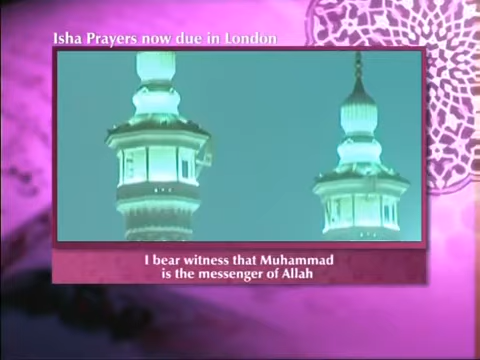 Isha Prayers now due in London
I bear witness that Muhammad
is the messenger of Allah